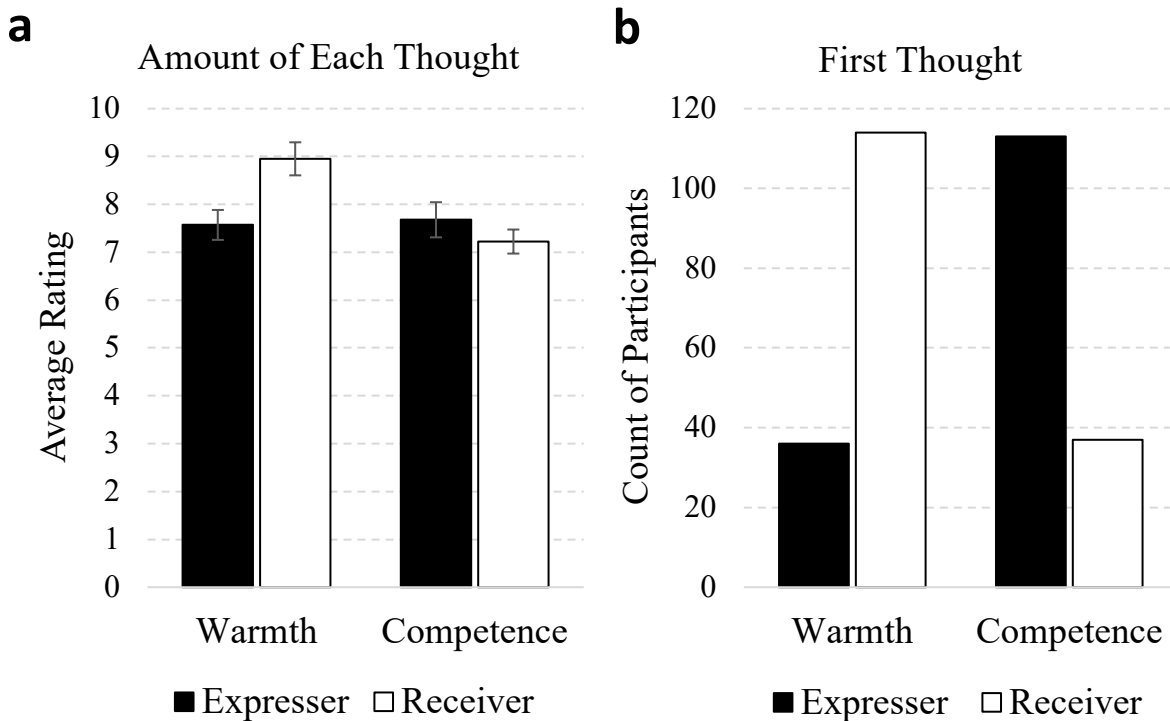 a
Amount of Each Thought
10
9
8
7
6
5
4
3
2
1
0
Average Rating
Warmth Competence
Expresser Receiver
b
First Thought
120
100
80
60
40
20
0
Count of Participants
Warmth Competence
Expresser Receiver